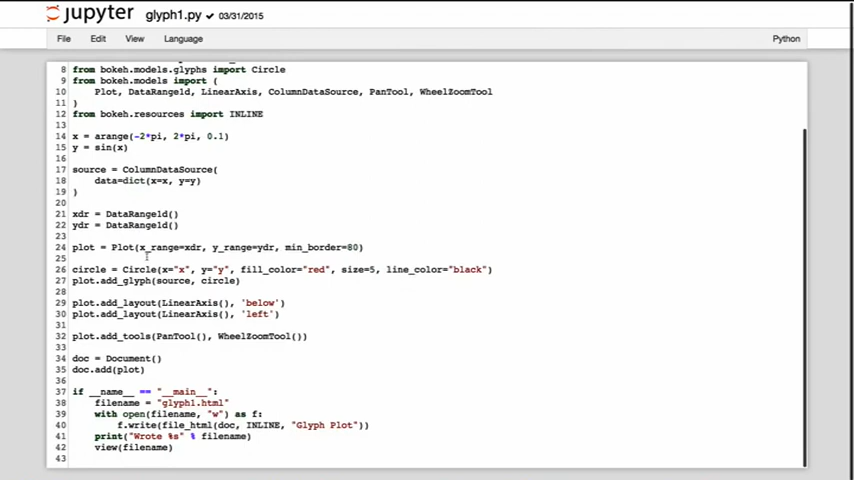 jupyter glyph1.py ✔ 03/31/2015
File Edit View Language Python
8 from bokeh.models.glyphs import Circle
9 from bokeh.models import (
10 Plot, DataRange1d, LinearAxis, ColumnDataSource, PanTool, WheelZoomTool
11 )
12 from bokeh.resources import INLINE
13
14 x = arange(-2*pi, 2*pi, 0.1)
15 y = sin(x)
16
17 source = ColumnDataSource(
18 data=dict(x=x, y=y)
19 )
20
21 xdr = DataRange1d()
22 ydr = DataRange1d()
23
24 plot = Plot(x_range=xdr, y_range=ydr, min_border=80)
25
26 circle = Circle(x="x", y="y", fill_color="red", size=5, line_color="black")
27 plot.add_glyph(source, circle)
28
29 plot.add_layout(LinearAxis(), 'below')
30 plot.add_layout(LinearAxis(), 'left')
31
32 plot.add_tools(PanTool(), WheelZoomTool())
33
34 doc = Document()
35 doc.add(plot)
36
37 if __name__ == "__main__":
38 filename = "glyph1.html"
39 with open(filename, "w") as f:
40 f.write(file_html(doc, INLINE, "Glyph Plot"))
41 print("Wrote %s" % filename)
42 view(filename)
43